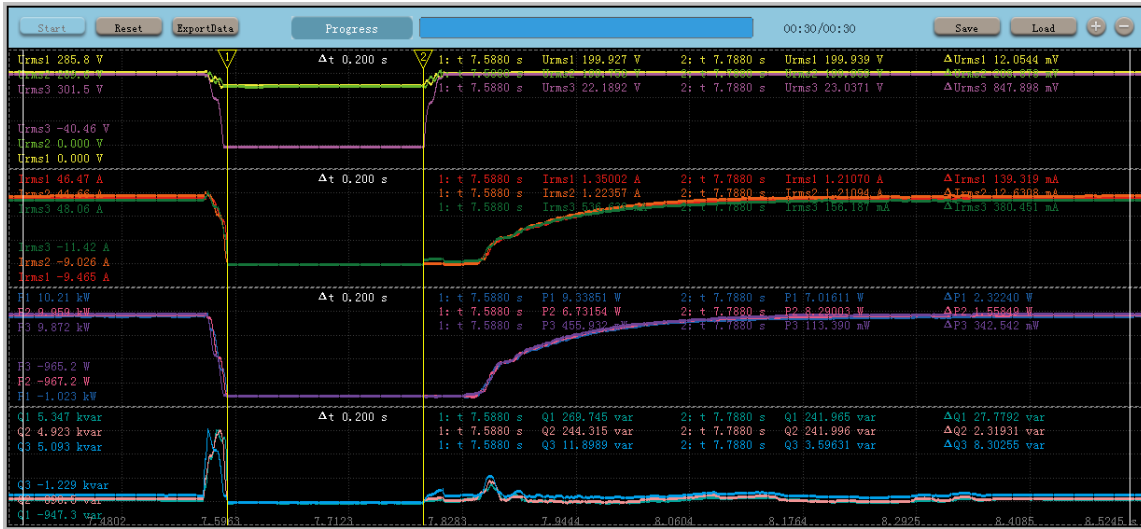 Start Reset ExportData Progress 00:30/00:30 Save Load + −
1 2
Urms1 285.8 V Δt 0.200 s 1: t 7.5880 s Urms1 199.927 V 2: t 7.7880 s Urms1 199.939 V ΔUrms1 12.0544 mV
Urms3 301.5 V 1: t 7.5880 s Urms3 22.1892 V 2: t 7.7880 s Urms3 23.0371 V ΔUrms3 847.898 mV
Urms3 -40.46 V
Urms2 0.000 V
Urms1 0.000 V
Irms1 46.47 A Δt 0.200 s 1: t 7.5880 s Irms1 1.35002 A 2: t 7.7880 s Irms1 1.21070 A ΔIrms1 139.319 mA
Irms2 44.66 A 1: t 7.5880 s Irms2 1.22357 A 2: t 7.7880 s Irms2 1.21094 A ΔIrms2 12.6308 mA
Irms3 48.06 A 1: t 7.5880 s Irms3 2: t 7.7880 s Irms3 156.187 mA ΔIrms3 380.451 mA
Irms3 -11.42 A
Irms2 -9.026 A
Irms1 -9.465 A
P1 10.21 kW Δt 0.200 s 1: t 7.5880 s P1 9.33851 W 2: t 7.7880 s P1 7.01611 W ΔP1 2.32240 W
P2 9.059 kW 1: t 7.5880 s P2 6.73154 W 2: t 7.7880 s P2 8.29003 W ΔP2 1.55849 W
P3 9.872 kW 1: t 7.5880 s P3 455.932 mW 2: t 7.7880 s P3 113.390 mW ΔP3 342.542 mW
P3 -965.2 W
P2 -967.2 W
P1 -1.023 kW
Q1 5.347 kvar Δt 0.200 s 1: t 7.5880 s Q1 269.745 var 2: t 7.7880 s Q1 241.965 var ΔQ1 27.7792 var
Q2 4.923 kvar 1: t 7.5880 s Q2 244.315 var 2: t 7.7880 s Q2 241.996 var ΔQ2 2.31931 var
Q3 5.093 kvar 1: t 7.5880 s Q3 11.8989 var 2: t 7.7880 s Q3 3.59631 var ΔQ3 8.30255 var
Q3 -1.229 kvar
Q1 -947.3 var
7.4802 7.5963 7.7123 7.8283 7.9444 8.0604 8.1764 8.2925 8.4085 8.5245